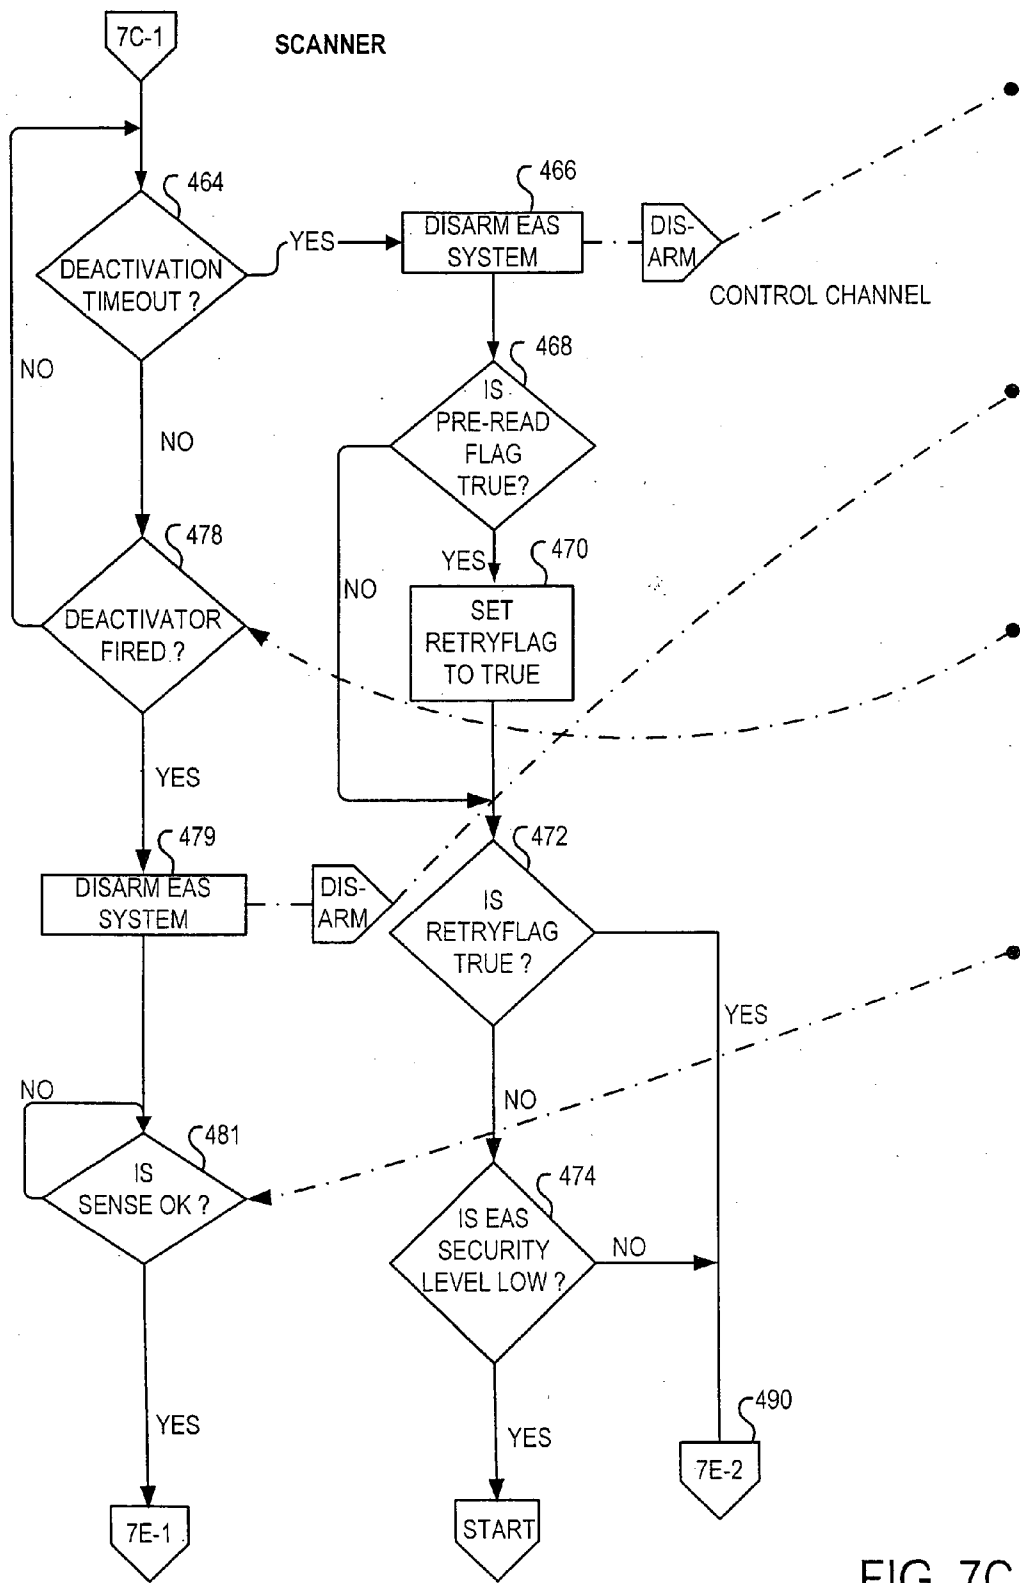 7C-1
SCANNER
464
466
DEACTIVATION
TIMEOUT ?
YES
DISARM EAS
SYSTEM
DIS-
ARM
CONTROL CHANNEL
NO
NO
468
IS
PRE-READ
FLAG
TRUE?
478
DEACTIVATOR
FIRED ?
YES
470
NO
SET
RETRYFLAG
TO TRUE
YES
479
DISARM EAS
SYSTEM
DIS-
ARM
472
IS
RETRYFLAG
TRUE ?
YES
NO
NO
481
IS
SENSE OK ?
474
IS EAS
SECURITY
LEVEL LOW ?
NO
YES
YES
490
7E-1
START
7E-2
FIG. 7C